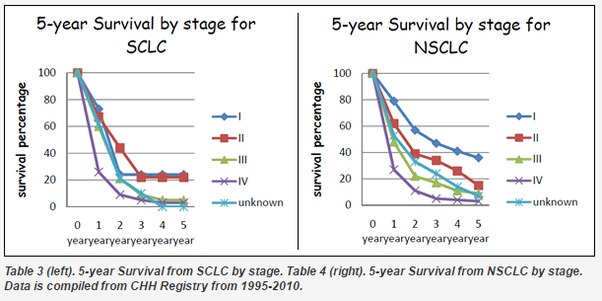 5-year Survival by stage for
SCLC
survival percentage
100
80
60
40
20
0
0 1 2 3 4 5
yearyearyearyearyearyear
I
II
III
IV
unknown
5-year Survival by stage for
NSCLC
survival percentage
100
80
60
40
20
0
0 1 2 3 4 5
yearyearyearyearyearyear
I
II
III
IV
unknown
Table 3 (left). 5-year Survival from SCLC by stage. Table 4 (right). 5-year Survival from NSCLC by stage.
Data is compiled from CHH Registry from 1995-2010.